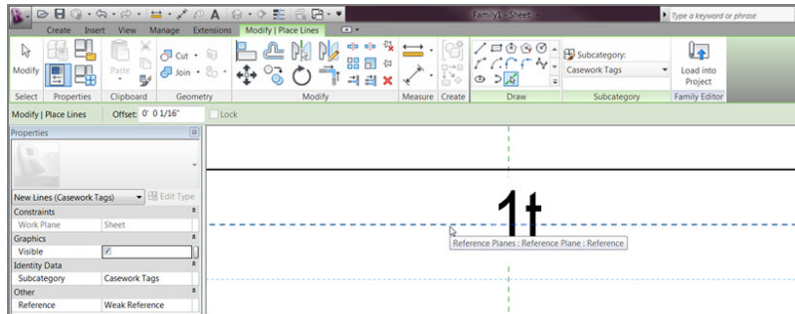 Family1 - Sheet: -
Type a keyword or phrase
Create Insert View Manage Extensions Modify | Place Lines
Modify
Paste
Cut
Join
Subcategory:
Casework Tags
Load into
Project
Select Properties Clipboard Geometry Modify Measure Create Draw Subcategory Family Editor
Modify | Place Lines Offset: 0' 0 1/16" Lock
Properties
New Lines (Casework Tags) Edit Type
Constraints
Work Plane Sheet
Graphics
Visible
Identity Data
Subcategory Casework Tags
Other
Reference Weak Reference
1t
Reference Planes : Reference Plane : Reference